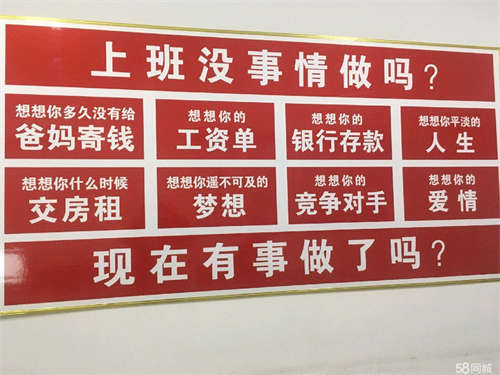 上班没事情做吗?
想想你多久没有给
爸妈寄钱
想想你的
工资单
想想你的
银行存款
想想你平淡的
人生
想想你什么时候
交房租
想想你遥不可及的
梦想
想想你的
竞争对手
想想你的
爱情
现在有事做了吗?
58同城